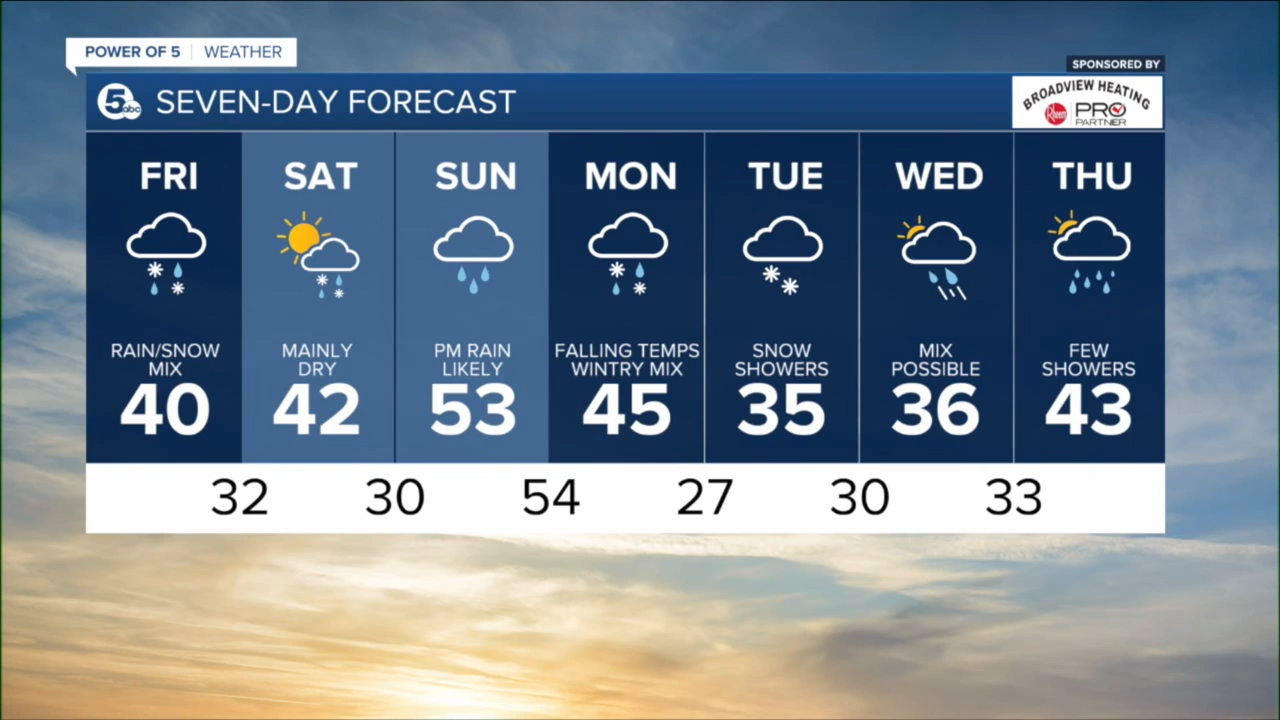 POWER OF 5 | WEATHER
SPONSORED BY
5 abc SEVEN-DAY FORECAST
BROADVIEW HEATING
Rheem PRO
PARTNER
FRI SAT SUN MON TUE WED THU
RAIN/SNOW MAINLY PM RAIN FALLING TEMPS SNOW MIX FEW
MIX DRY LIKELY WINTRY MIX SHOWERS POSSIBLE SHOWERS
40 42 53 45 35 36 43
32 30 54 27 30 33